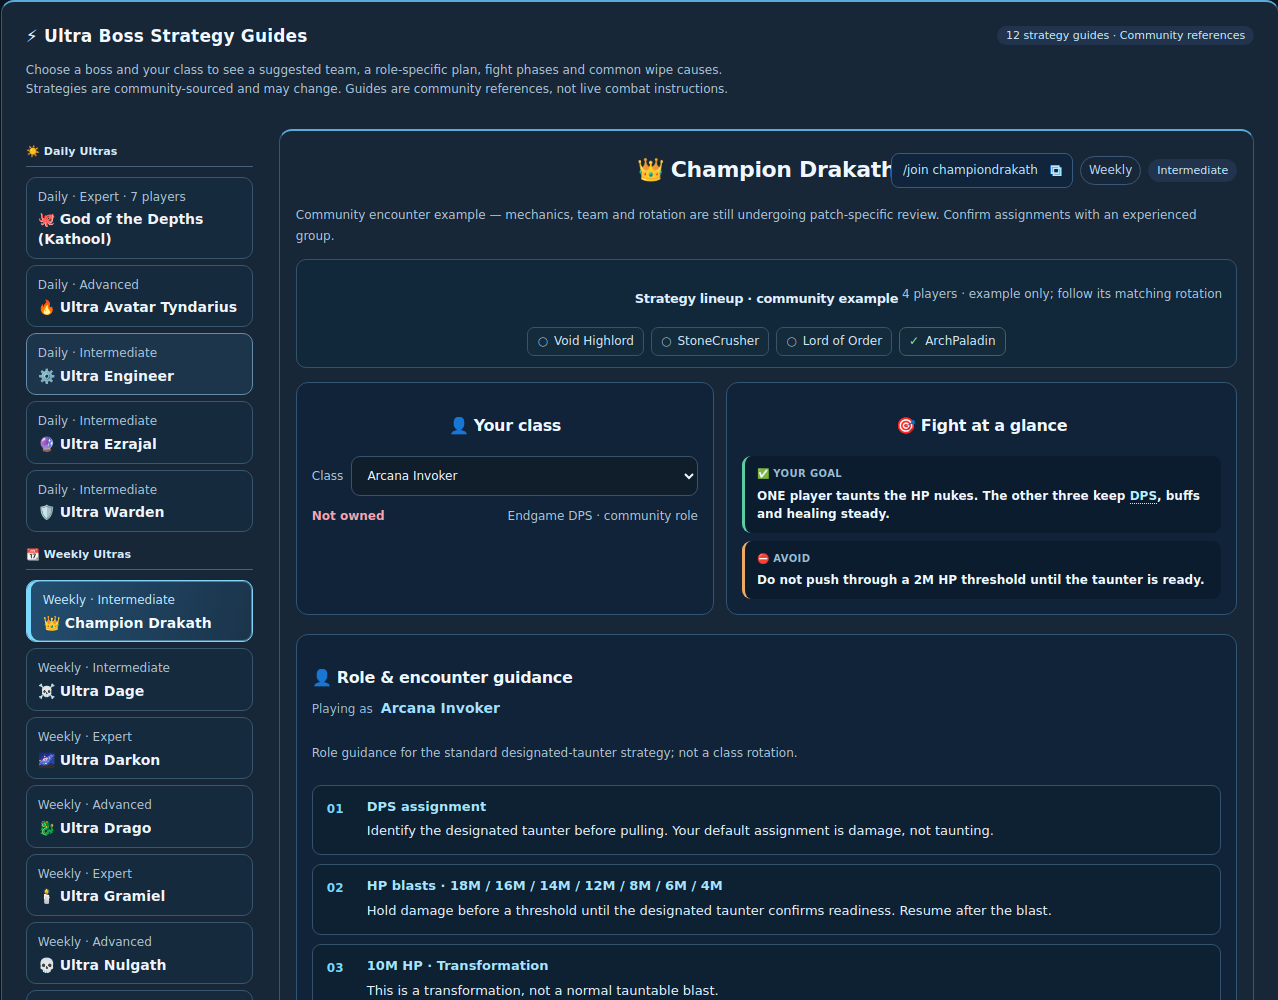 ⚡ Ultra Boss Strategy Guides
12 strategy guides · Community references
Choose a boss and your class to see a suggested team, a role-specific plan, fight phases and common wipe causes.
Strategies are community-sourced and may change. Guides are community references, not live combat instructions.
☀️ Daily Ultras
Daily · Expert · 7 players
🐙 God of the Depths
(Kathool)
Daily · Advanced
🔥 Ultra Avatar Tyndarius
Daily · Intermediate
⚙️ Ultra Engineer
Daily · Intermediate
🔮 Ultra Ezrajal
Daily · Intermediate
🛡️ Ultra Warden
📆 Weekly Ultras
Weekly · Intermediate
👑 Champion Drakath
Weekly · Intermediate
☠️ Ultra Dage
Weekly · Expert
🌌 Ultra Darkon
Weekly · Advanced
🐉 Ultra Drago
Weekly · Expert
🕯️ Ultra Gramiel
Weekly · Advanced
💀 Ultra Nulgath
👑 Champion Drakath
/join championdrakath ⧉
Weekly
Intermediate
Community encounter example — mechanics, team and rotation are still undergoing patch-specific review. Confirm assignments with an experienced
group.
Strategy lineup · community example
4 players · example only; follow its matching rotation
○ Void Highlord
○ StoneCrusher
○ Lord of Order
✓ ArchPaladin
👤 Your class
Class
Arcana Invoker
Not owned
Endgame DPS · community role
🎯 Fight at a glance
✅ YOUR GOAL
ONE player taunts the HP nukes. The other three keep DPS, buffs
and healing steady.
⛔ AVOID
Do not push through a 2M HP threshold until the taunter is ready.
👤 Role & encounter guidance
Playing as Arcana Invoker
Role guidance for the standard designated-taunter strategy; not a class rotation.
01 DPS assignment
Identify the designated taunter before pulling. Your default assignment is damage, not taunting.
02 HP blasts · 18M / 16M / 14M / 12M / 8M / 6M / 4M
Hold damage before a threshold until the designated taunter confirms readiness. Resume after the blast.
03 10M HP · Transformation
This is a transformation, not a normal tauntable blast.